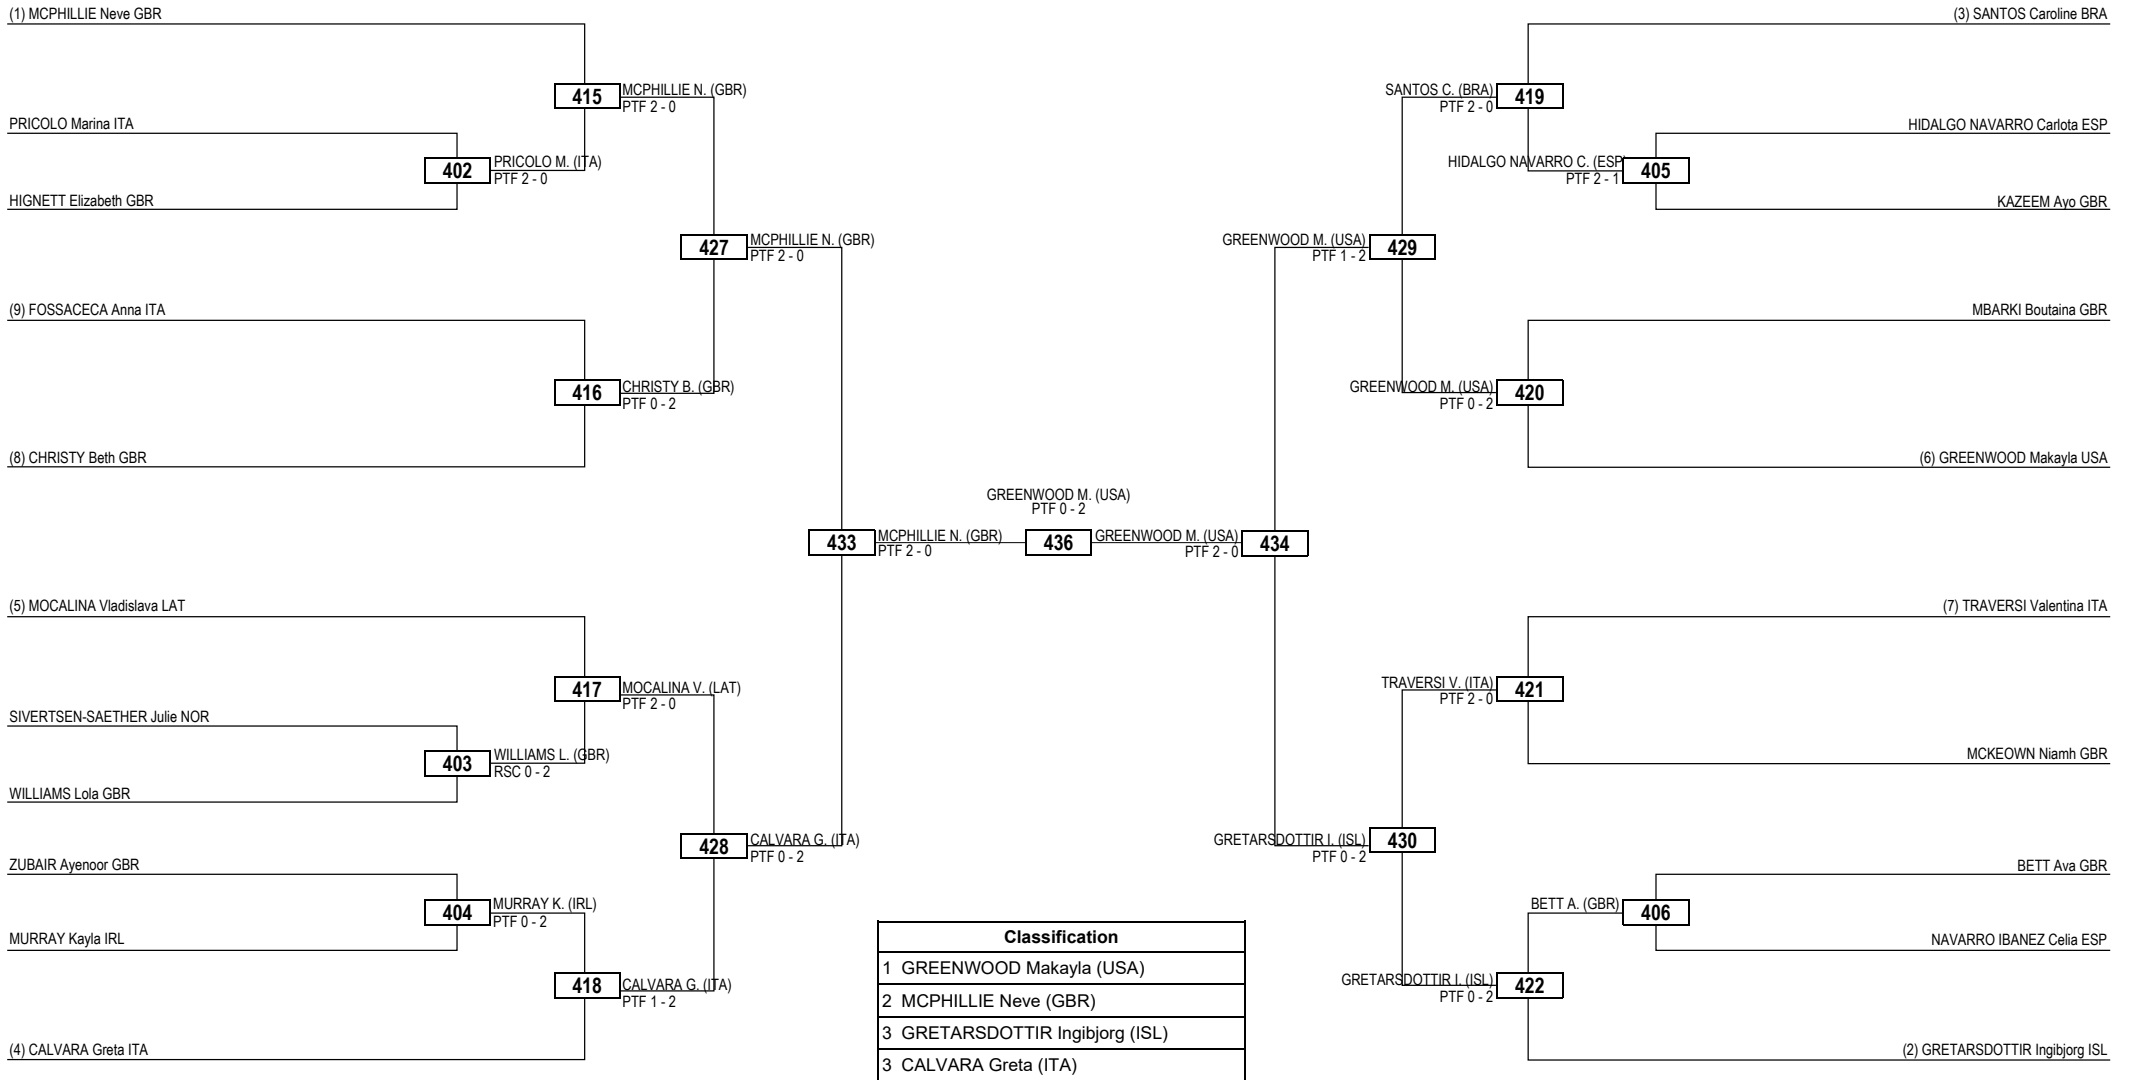 (1) MCPHILLIE Neve GBR
(3) SANTOS Caroline BRA
415
MCPHILLIE N. (GBR)
PTF 2 - 0
SANTOS C. (BRA)
PTF 2 - 0
419
PRICOLO Marina ITA
HIDALGO NAVARRO Carlota ESP
402
PRICOLO M. (ITA)
PTF 2 - 0
HIDALGO NAVARRO C. (ESP)
PTF 2 - 1
405
HIGNETT Elizabeth GBR
KAZEEM Ayo GBR
427
MCPHILLIE N. (GBR)
PTF 2 - 0
GREENWOOD M. (USA)
PTF 1 - 2
429
(9) FOSSACECA Anna ITA
MBARKI Boutaina GBR
416
CHRISTY B. (GBR)
PTF 0 - 2
GREENWOOD M. (USA)
PTF 0 - 2
420
(8) CHRISTY Beth GBR
(6) GREENWOOD Makayla USA
GREENWOOD M. (USA)
PTF 0 - 2
433
MCPHILLIE N. (GBR)
PTF 2 - 0
436
GREENWOOD M. (USA)
PTF 2 - 0
434
(5) MOCALINA Vladislava LAT
(7) TRAVERSI Valentina ITA
417
MOCALINA V. (LAT)
PTF 2 - 0
TRAVERSI V. (ITA)
PTF 2 - 0
421
SIVERTSEN-SAETHER Julie NOR
403
WILLIAMS L. (GBR)
RSC 0 - 2
MCKEOWN Niamh GBR
WILLIAMS Lola GBR
428
CALVARA G. (ITA)
PTF 0 - 2
GRETARSDOTTIR I. (ISL)
PTF 0 - 2
430
ZUBAIR Ayenoor GBR
BETT Ava GBR
404
MURRAY K. (IRL)
PTF 0 - 2
BETT A. (GBR)
406
MURRAY Kayla IRL
NAVARRO IBANEZ Celia ESP
418
CALVARA G. (ITA)
PTF 1 - 2
GRETARSDOTTIR I. (ISL)
PTF 0 - 2
422
(4) CALVARA Greta ITA
(2) GRETARSDOTTIR Ingibjorg ISL
Classification
1 GREENWOOD Makayla (USA)
2 MCPHILLIE Neve (GBR)
3 GRETARSDOTTIR Ingibjorg (ISL)
3 CALVARA Greta (ITA)